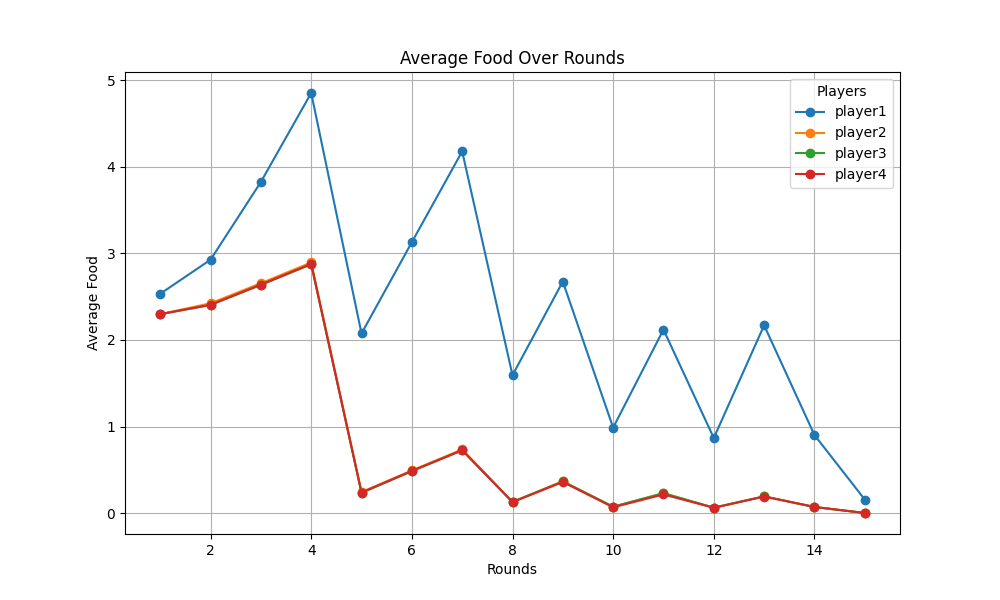 Average Food Over Rounds
Players
player1
player2
player3
player4
Average Food
5
4
3
2
1
0
2 4 6 8 10 12 14
Rounds